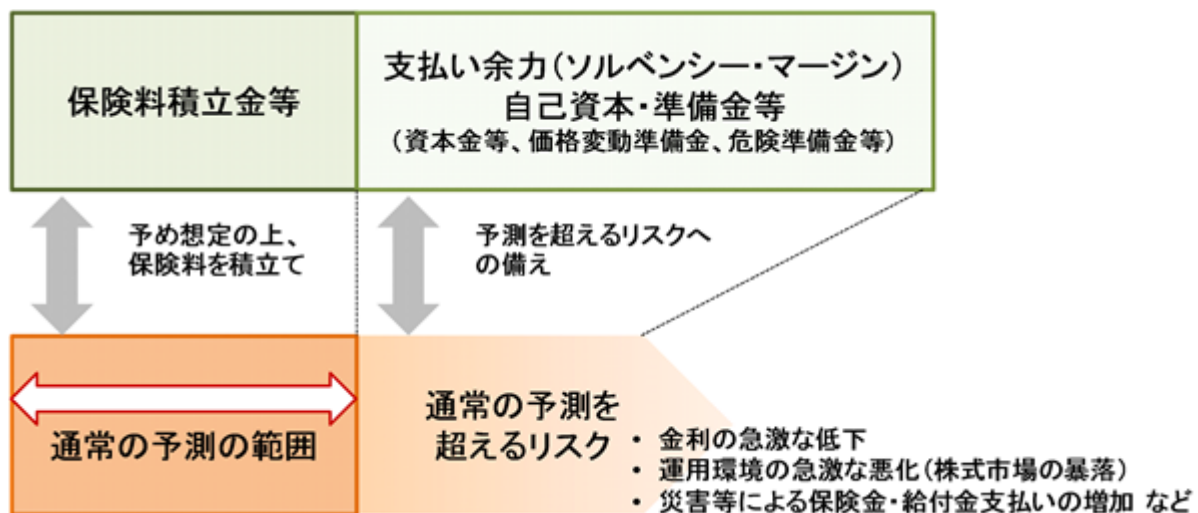 保険料積立金等
支払い余力(ソルベンシー・マージン)
自己資本・準備金等
(資本金等、価格変動準備金、危険準備金等)
予め想定の上、
保険料を積立て
予測を超えるリスクへ
の備え
通常の予測の範囲
通常の予測を
超えるリスク
• 金利の急激な低下
• 運用環境の急激な悪化(株式市場の暴落)
• 災害等による保険金・給付金支払いの増加 など